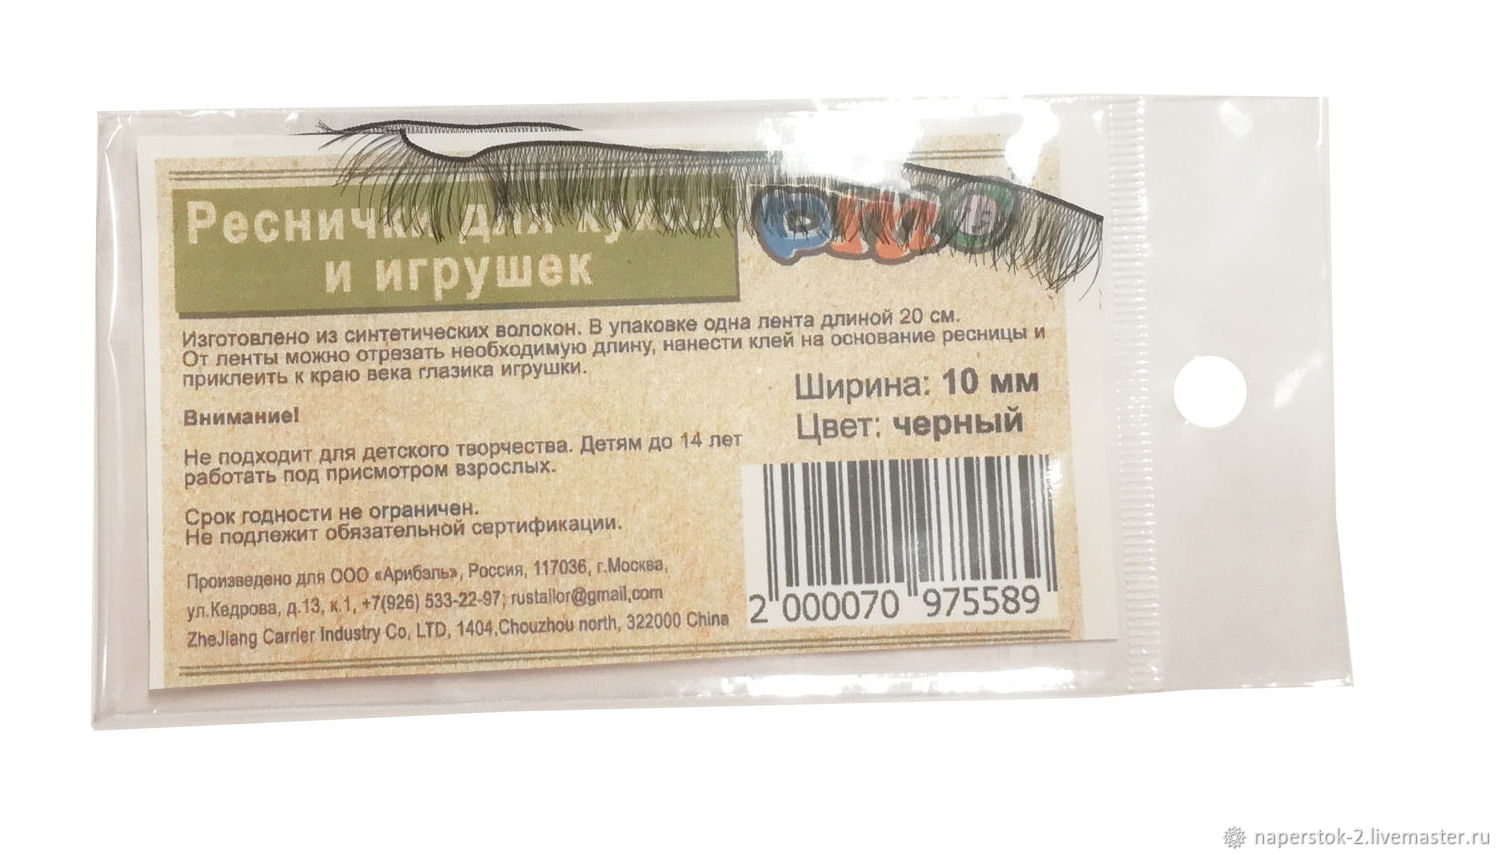 Реснички для кукол
и игрушек
Изготовлено из синтетических волокон. В упаковке одна лента длиной 20 см.
От ленты можно отрезать необходимую длину, нанести клей на основание ресницы и
приклеить к краю века глазика игрушки.
Ширина: 10 мм
Цвет: черный
Внимание!
Не подходит для детского творчества. Детям до 14 лет
работать под присмотром взрослых.
Срок годности не ограничен.
Не подлежит обязательной сертификации.
Произведено для ООО «Арибэль», Россия, 117036, г.Москва,
ул.Кедрова, д.13, к.1, +7(926) 533-22-97; rustailor@gmail.com
ZheJiang Carrier Industry Co, LTD, 1404,Chouzhou north, 322000 China
2 000070 975589
naperstok-2.livemaster.ru